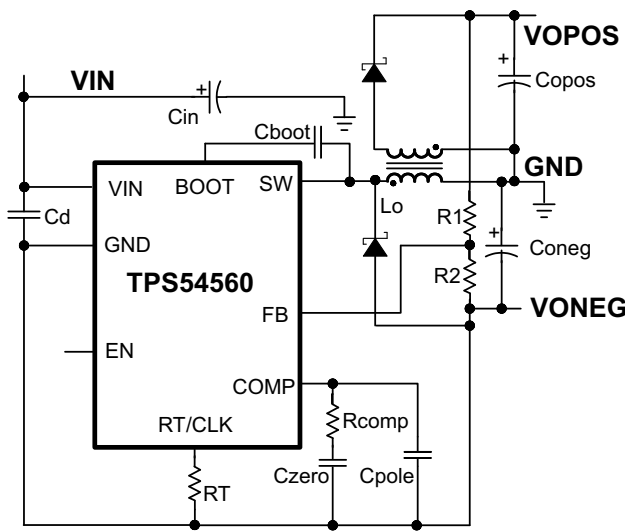 VOPOS
VIN
+
Copos
+
Cin
Cboot
VIN
BOOT
SW
GND
Lo
Cd
R1
+
GND
Coneg
TPS54560
R2
FB
VONEG
EN
COMP
RT/CLK
Rcomp
Czero
Cpole
RT